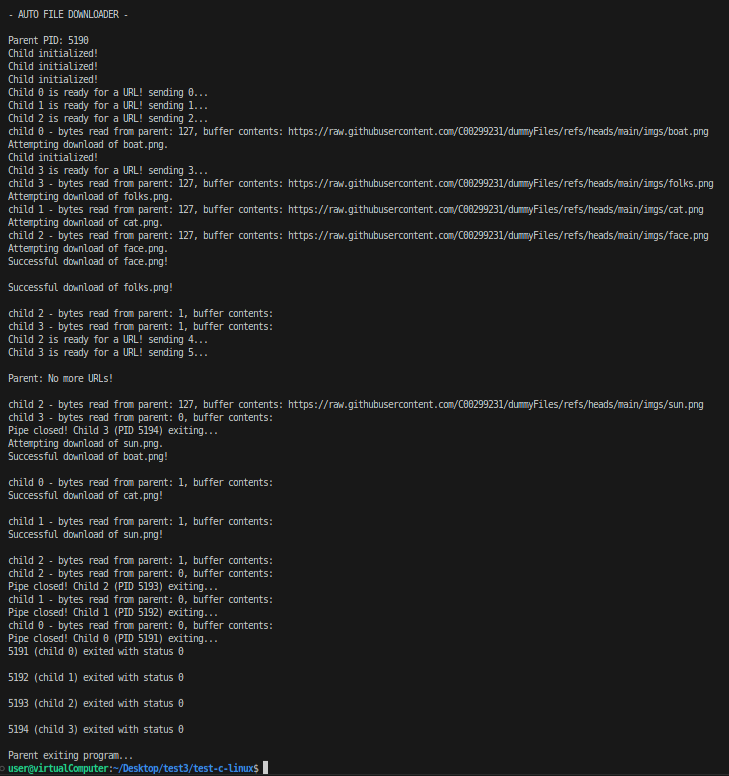 - AUTO FILE DOWNLOADER -
Parent PID: 5190
Child initialized!
Child initialized!
Child initialized!
Child 0 is ready for a URL! sending 0...
Child 1 is ready for a URL! sending 1...
Child 2 is ready for a URL! sending 2...
child 0 - bytes read from parent: 127, buffer contents: https://raw.githubusercontent.com/C00299231/dummyFiles/refs/heads/main/imgs/boat.png
Attempting download of boat.png.
Child initialized!
Child 3 is ready for a URL! sending 3...
child 3 - bytes read from parent: 127, buffer contents: https://raw.githubusercontent.com/C00299231/dummyFiles/refs/heads/main/imgs/folks.png
Attempting download of folks.png.
child 1 - bytes read from parent: 127, buffer contents: https://raw.githubusercontent.com/C00299231/dummyFiles/refs/heads/main/imgs/cat.png
Attempting download of cat.png.
child 2 - bytes read from parent: 127, buffer contents: https://raw.githubusercontent.com/C00299231/dummyFiles/refs/heads/main/imgs/face.png
Attempting download of face.png.
Successful download of face.png!
Successful download of folks.png!
child 2 - bytes read from parent: 1, buffer contents:
child 3 - bytes read from parent: 1, buffer contents:
Child 2 is ready for a URL! sending 4...
Child 3 is ready for a URL! sending 5...
Parent: No more URLs!
child 2 - bytes read from parent: 127, buffer contents: https://raw.githubusercontent.com/C00299231/dummyFiles/refs/heads/main/imgs/sun.png
child 3 - bytes read from parent: 0, buffer contents:
Pipe closed! Child 3 (PID 5194) exiting...
Attempting download of sun.png.
Successful download of boat.png!
child 0 - bytes read from parent: 1, buffer contents:
Successful download of cat.png!
child 1 - bytes read from parent: 1, buffer contents:
Successful download of sun.png!
child 2 - bytes read from parent: 1, buffer contents:
child 2 - bytes read from parent: 0, buffer contents:
Pipe closed! Child 2 (PID 5193) exiting...
child 1 - bytes read from parent: 0, buffer contents:
Pipe closed! Child 1 (PID 5192) exiting...
child 0 - bytes read from parent: 0, buffer contents:
Pipe closed! Child 0 (PID 5191) exiting...
5191 (child 0) exited with status 0
5192 (child 1) exited with status 0
5193 (child 2) exited with status 0
5194 (child 3) exited with status 0
Parent exiting program...
user@virtualComputer:~/Desktop/test3/test-c-linux$